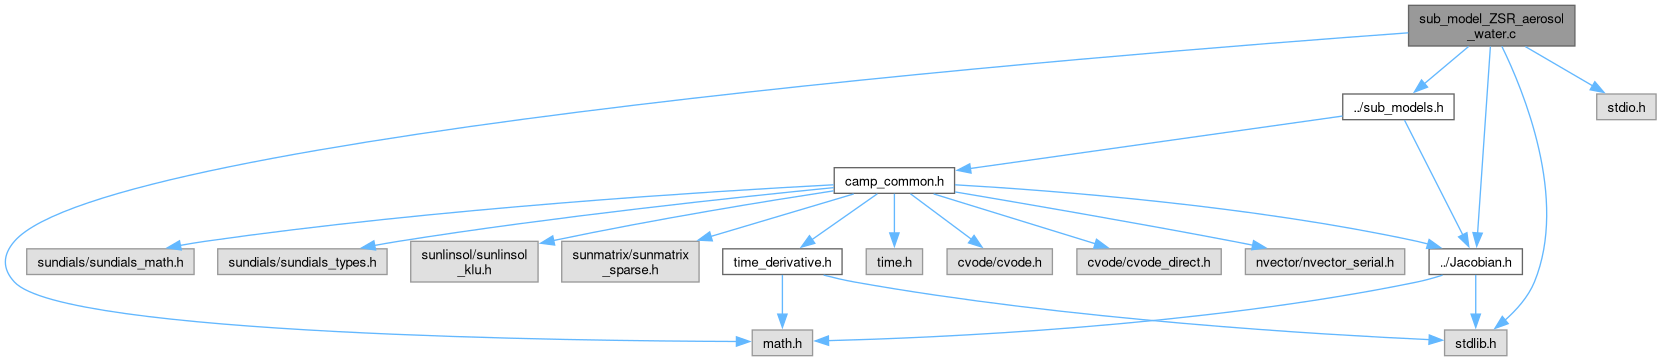 sub_model_ZSR_aerosol
_water.c
../sub_models.h
stdio.h
camp_common.h
sundials/sundials_math.h
sundials/sundials_types.h
sunlinsol/sunlinsol
_klu.h
sunmatrix/sunmatrix
_sparse.h
time_derivative.h
time.h
cvode/cvode.h
cvode/cvode_direct.h
nvector/nvector_serial.h
../Jacobian.h
math.h
stdlib.h